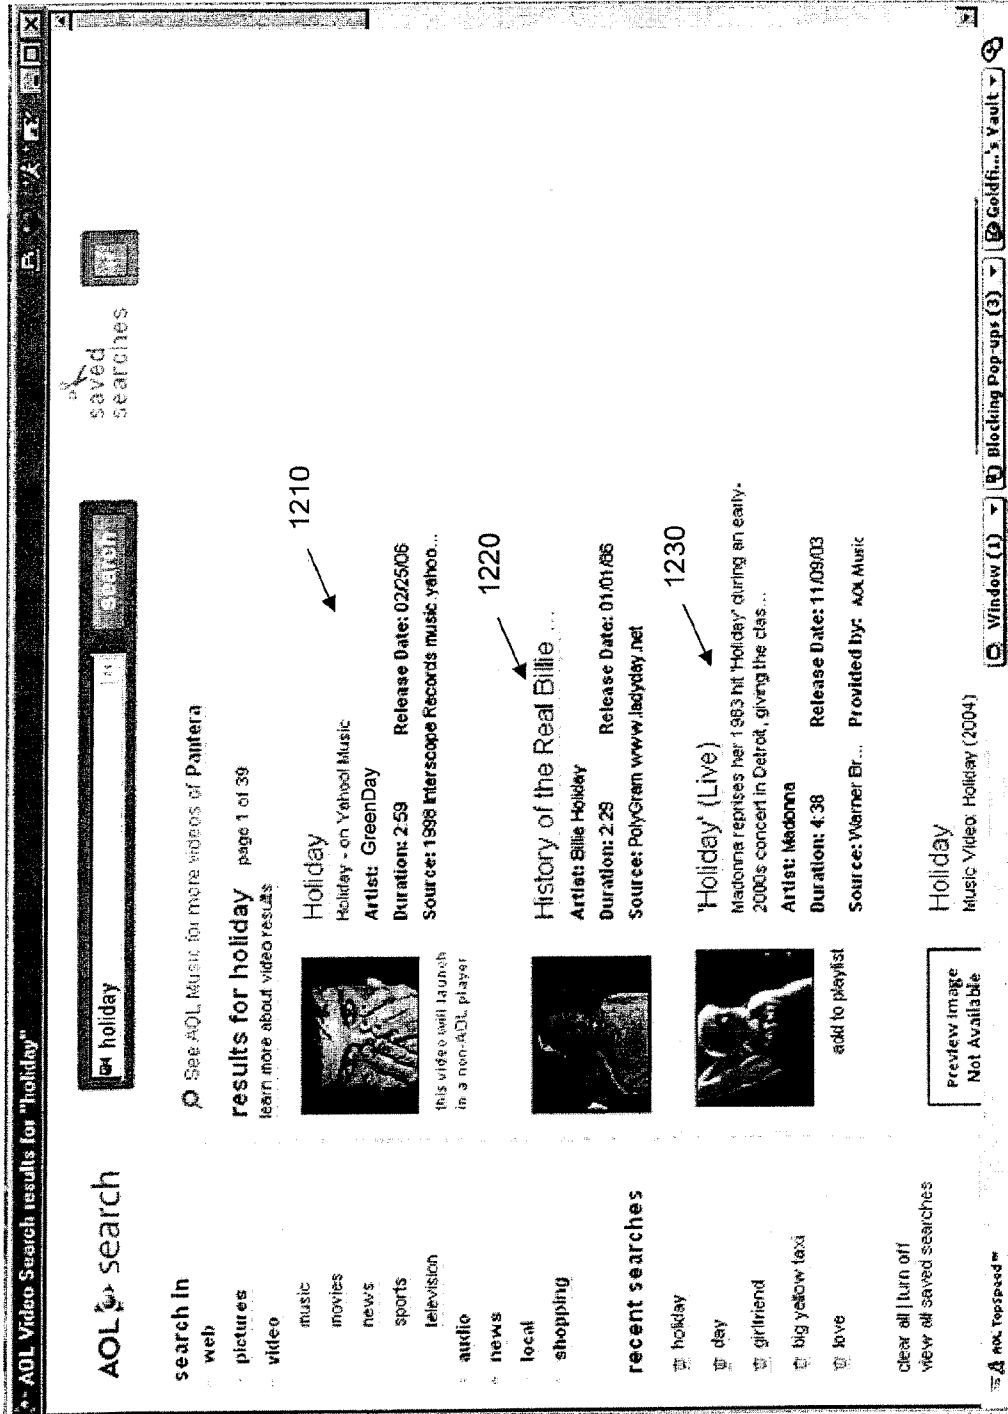 AOL Video Search results for "holiday"
AOL search
holiday
search
saved
searches
search in
web
pictures
video
music
movies
news
sports
television
audio
news
local
shopping
recent searches
holiday
day
girlfriend
big yellow taxi
love
clear all | turn off
view all saved searches
See AOL Music for more videos of Pantera
results for holiday page 1 of 39
learn more about video results
this video will launch
in a non-AOL player
Holiday
Holiday - on Yahoo! Music
Artist: GreenDay
Duration: 2:59 Release Date: 02/25/06
Source: 1998 Interscope Records music.yahoo...
1210
History of the Real Billie ...
Artist: Billie Holiday
Duration: 2:29 Release Date: 01/01/86
Source: PolyGram www.ladyday.net
1220
add to playlist
'Holiday' (Live)
Madonna reprises her 1983 hit 'Holiday' during an early-
2000s concert in Detroit, giving the clas...
Artist: Madonna
Duration: 4:38 Release Date: 11/09/03
Source: Warner Br... Provided by: AOL Music
1230
Preview Image
Not Available
Holiday
Music Video: Holiday (2004)
AOL TopSpeed™
Window (1)
Blocking Pop-ups (3)
Goldfi...'s Vault